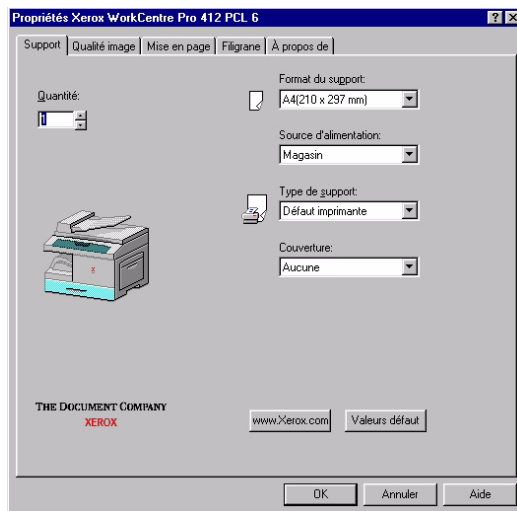 Propriétés Xerox WorkCentre Pro 412 PCL 6
Support Qualité image Mise en page Filigrane À propos de
Quantité:
1
Format du support:
A4(210 x 297 mm)
Source d'alimentation:
Magasin
Type de support:
Défaut imprimante
Couverture:
Aucune
THE DOCUMENT COMPANY
XEROX
www.Xerox.com Valeurs défaut
OK Annuler Aide